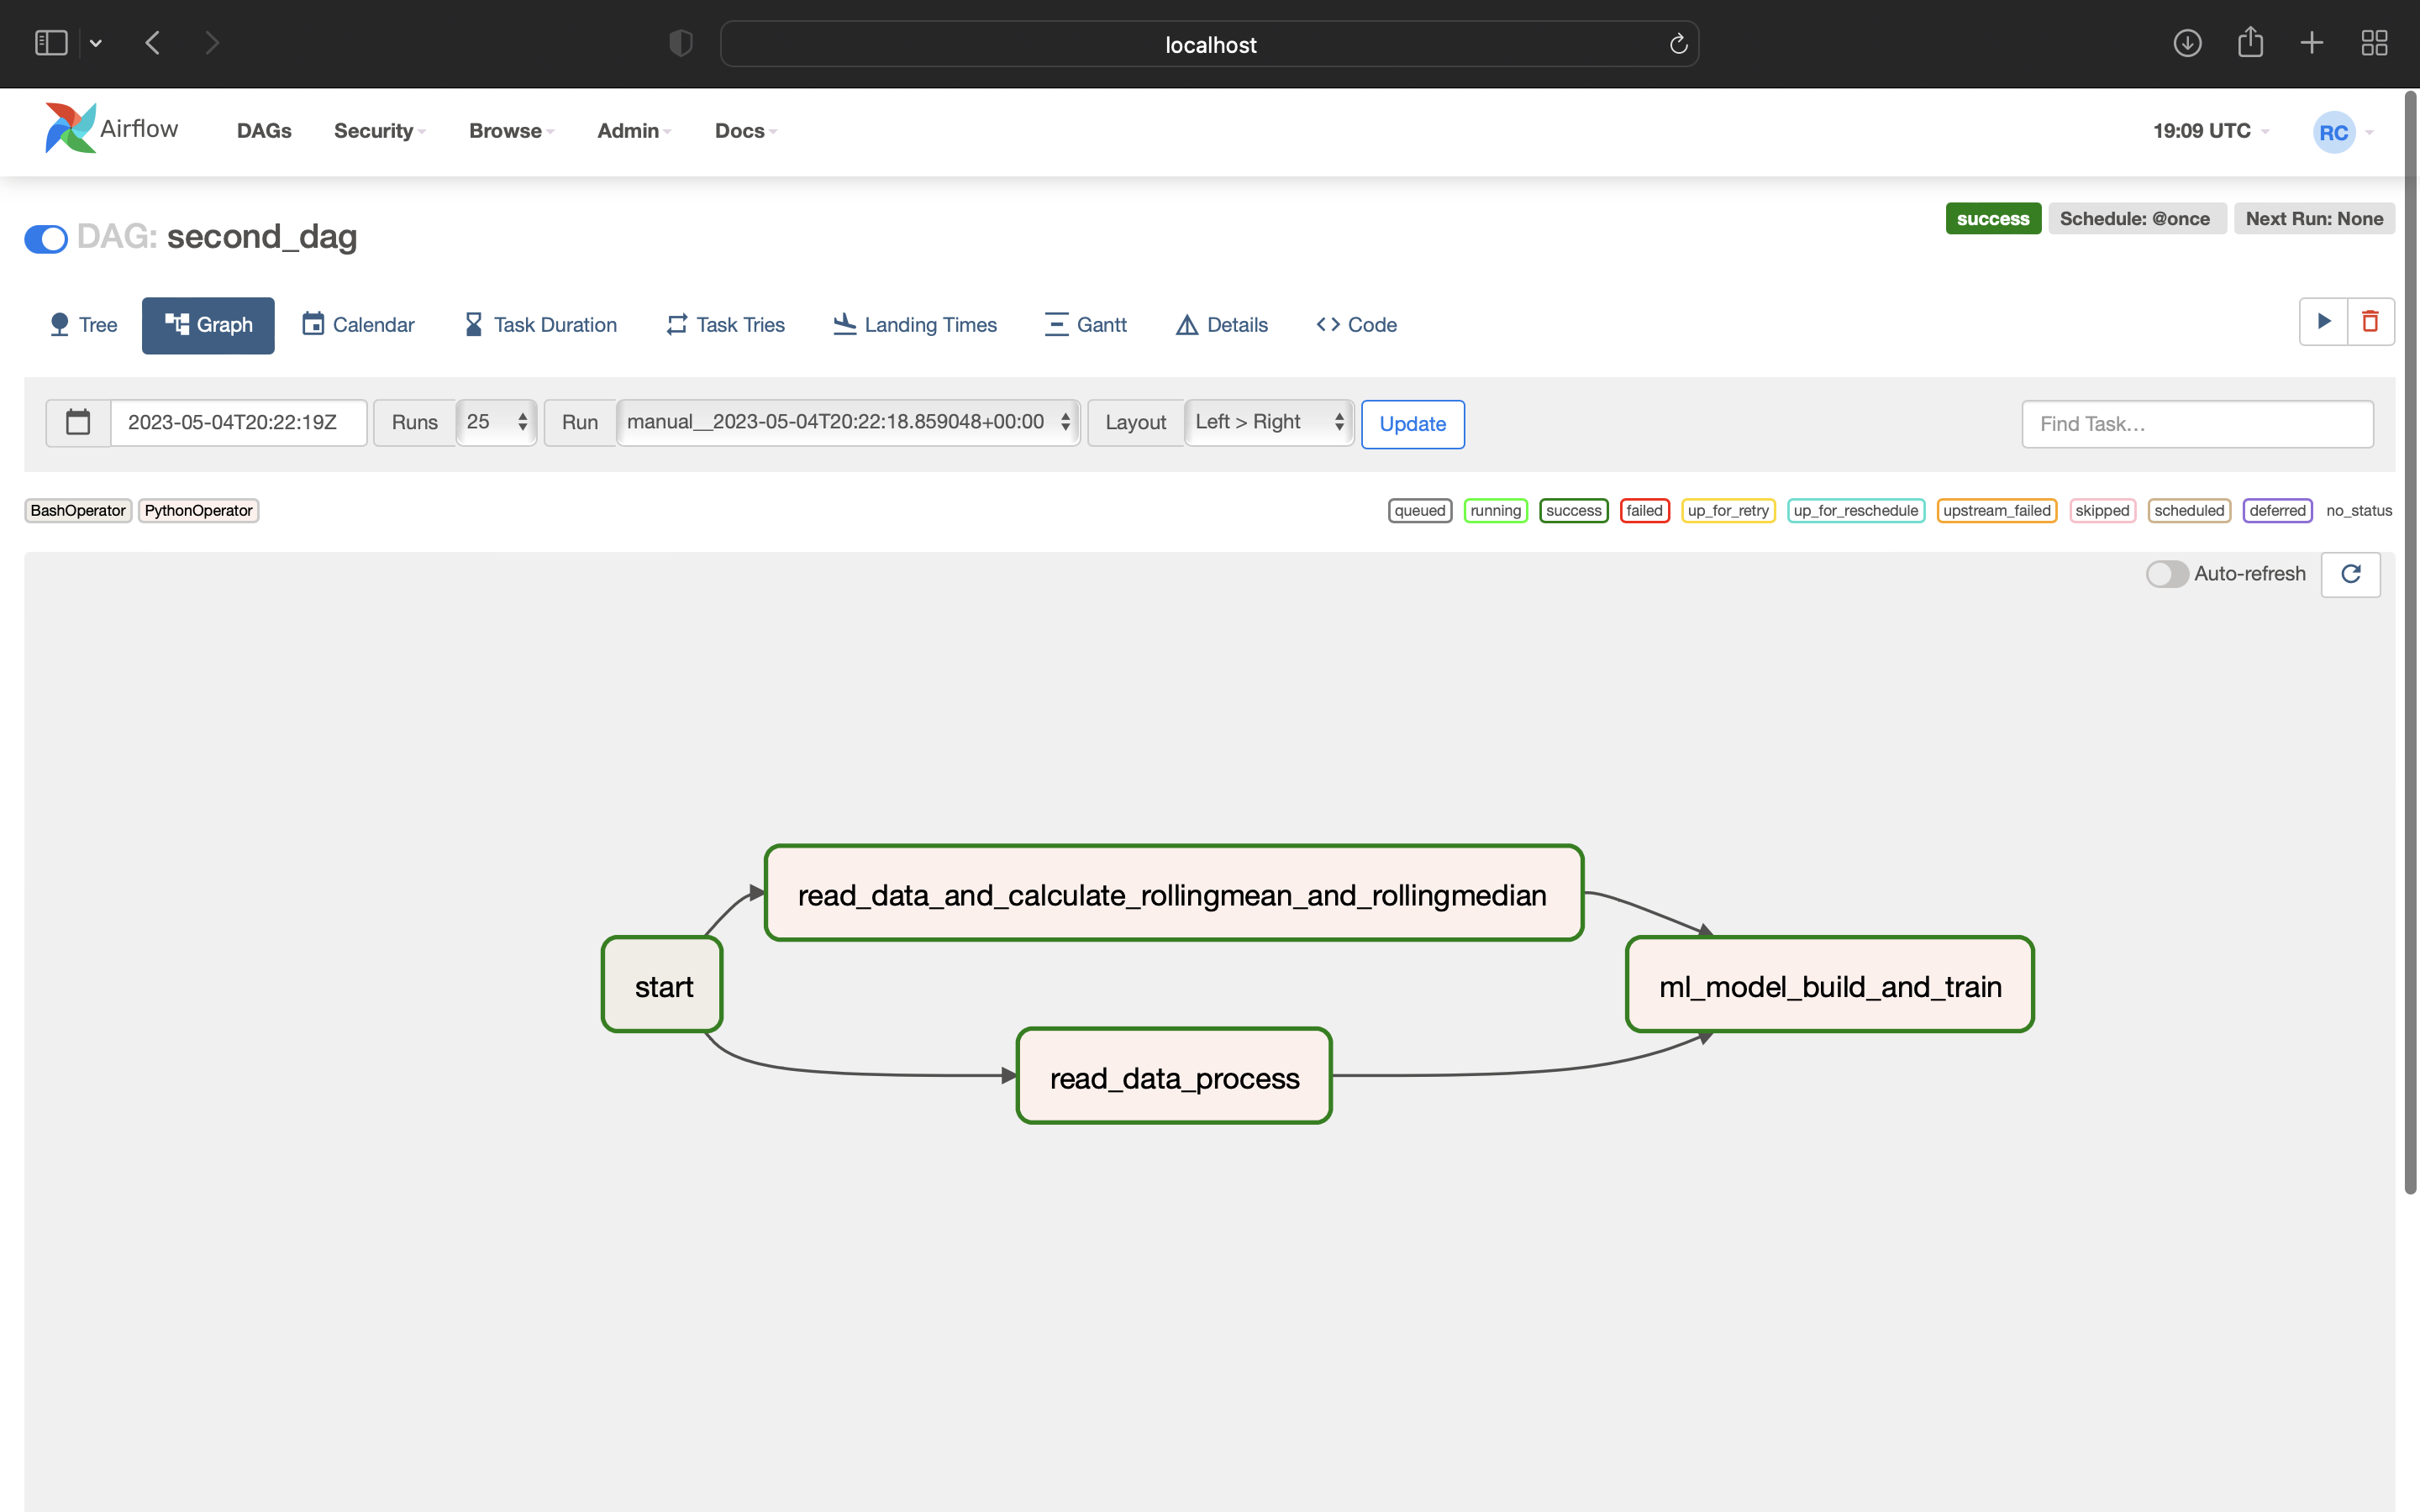 localhost
Airflow DAGs Security Browse Admin Docs 19:09 UTC RC
DAG: second_dag success Schedule: @once Next Run: None
Tree Graph Calendar Task Duration Task Tries Landing Times Gantt Details Code
2023-05-04T20:22:19Z Runs 25 Run manual__2023-05-04T20:22:18.859048+00:00 Layout Left > Right Update Find Task...
BashOperator PythonOperator queued running success failed up_for_retry up_for_reschedule upstream_failed skipped scheduled deferred no_status
Auto-refresh
read_data_and_calculate_rollingmean_and_rollingmedian
start
ml_model_build_and_train
read_data_process